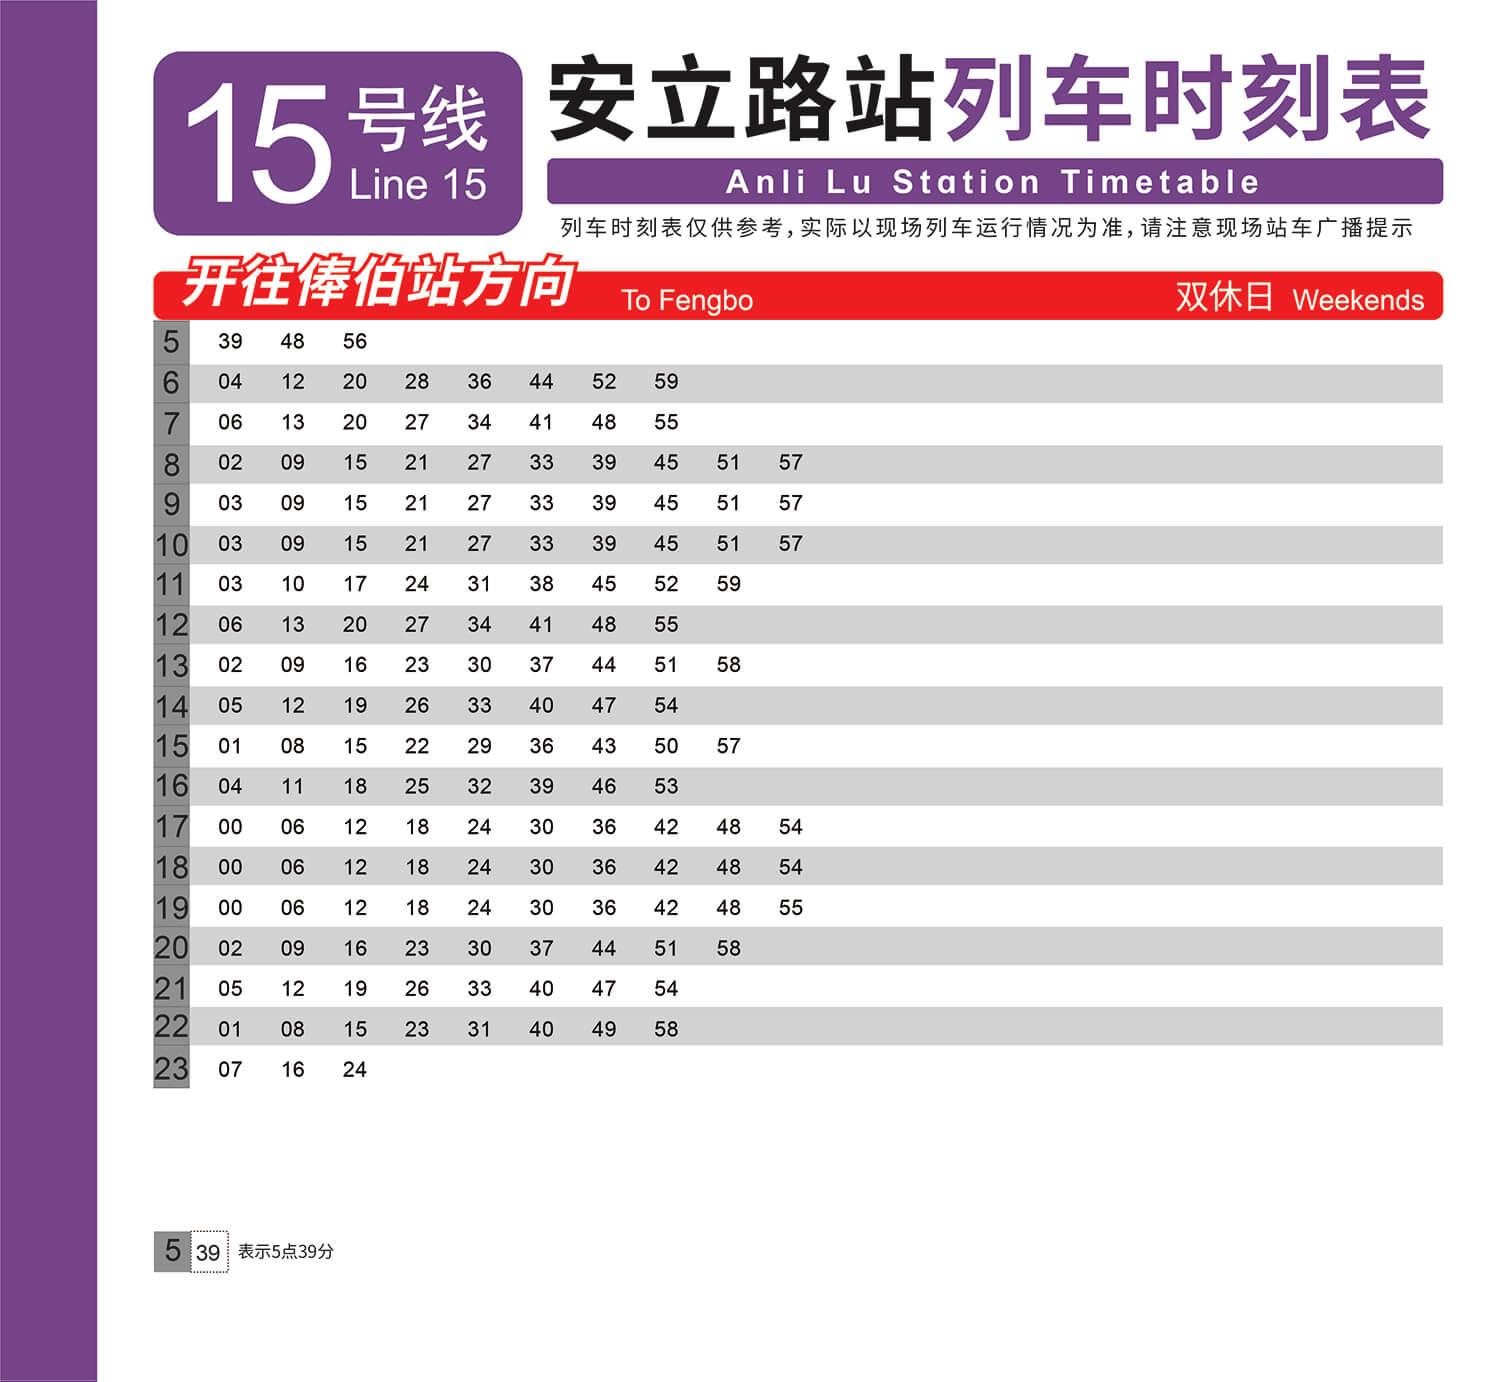 15号线
Line 15
安立路站列车时刻表
Anli Lu Station Timetable
列车时刻表仅供参考,实际以现场列车运行情况为准,请注意现场站车广播提示
开往俸伯站方向 To Fengbo 双休日 Weekends
5 39 48 56
6 04 12 20 28 36 44 52 59
7 06 13 20 27 34 41 48 55
8 02 09 15 21 27 33 39 45 51 57
9 03 09 15 21 27 33 39 45 51 57
10 03 09 15 21 27 33 39 45 51 57
11 03 10 17 24 31 38 45 52 59
12 06 13 20 27 34 41 48 55
13 02 09 16 23 30 37 44 51 58
14 05 12 19 26 33 40 47 54
15 01 08 15 22 29 36 43 50 57
16 04 11 18 25 32 39 46 53
17 00 06 12 18 24 30 36 42 48 54
18 00 06 12 18 24 30 36 42 48 54
19 00 06 12 18 24 30 36 42 48 55
20 02 09 16 23 30 37 44 51 58
21 05 12 19 26 33 40 47 54
22 01 08 15 23 31 40 49 58
23 07 16 24
5 39 表示5点39分